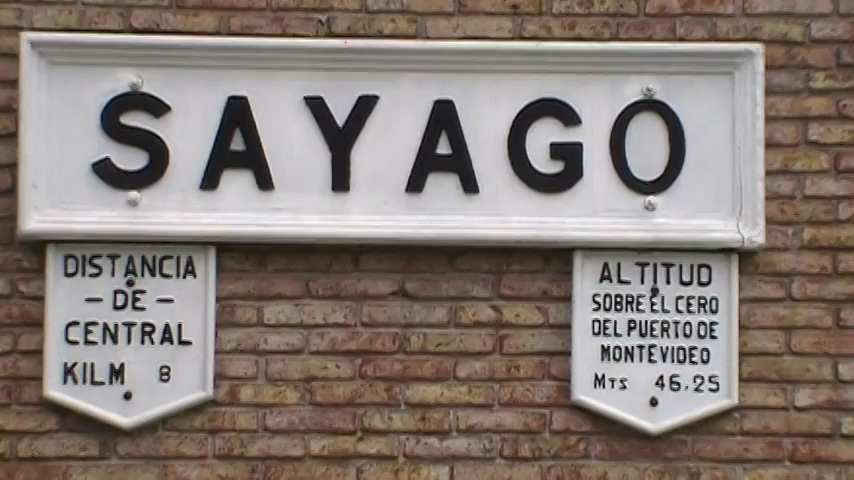 SAYAGO
DISTANCIA
- DE -
CENTRAL
KILM 8
ALTITUD
SOBRE EL CERO
DEL PUERTO DE
MONTEVIDEO
MTS 46.25